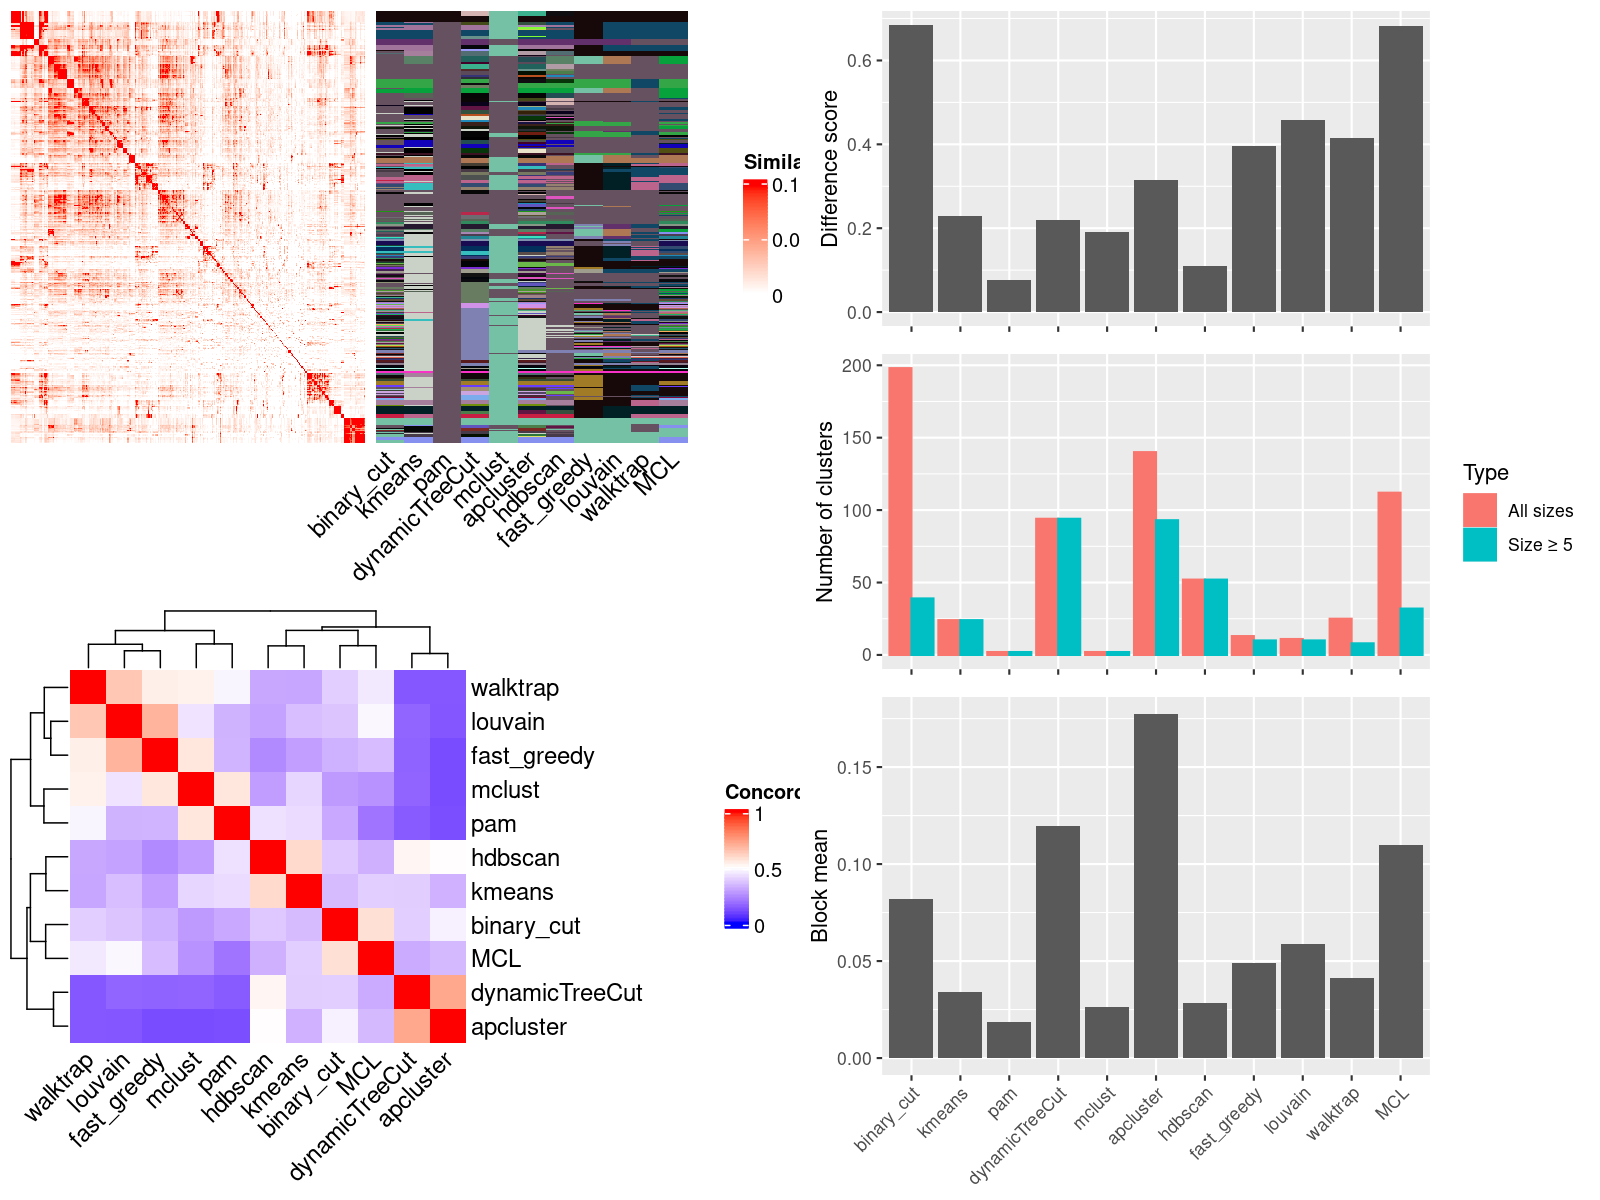 Simila
0.1
0.0
0
binary_cut
kmeans
pam
dynamicTreeCut
mclust
apcluster
hdbscan
fast_greedy
louvain
walktrap
MCL
walktrap
louvain
fast_greedy
mclust
pam
hdbscan
kmeans
binary_cut
MCL
dynamicTreeCut
apcluster
walktrap
louvain
fast_greedy
mclust
pam
hdbscan
kmeans
binary_cut
MCL
dynamicTreeCut
apcluster
Concord
1
0.5
0
Difference score
0.6
0.4
0.2
0.0
Number of clusters
200
150
100
50
0
Type
All sizes
Size ≥ 5
Block mean
0.15
0.10
0.05
0.00
binary_cut
kmeans
pam
dynamicTreeCut
mclust
apcluster
hdbscan
fast_greedy
louvain
walktrap
MCL